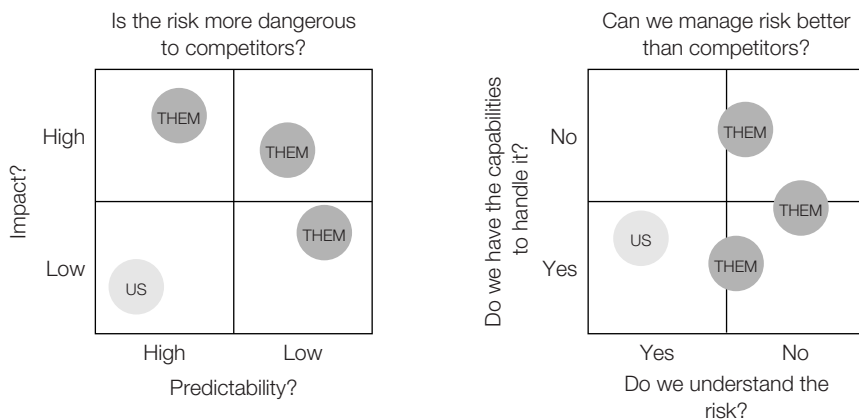 Is the risk more dangerous
to competitors?
Impact?
High
Low
THEM
THEM
THEM
US
High
Low
Predictability?
Can we manage risk better
than competitors?
Do we have the capabilities
to handle it?
No
Yes
THEM
THEM
US
THEM
Yes
No
Do we understand the
risk?